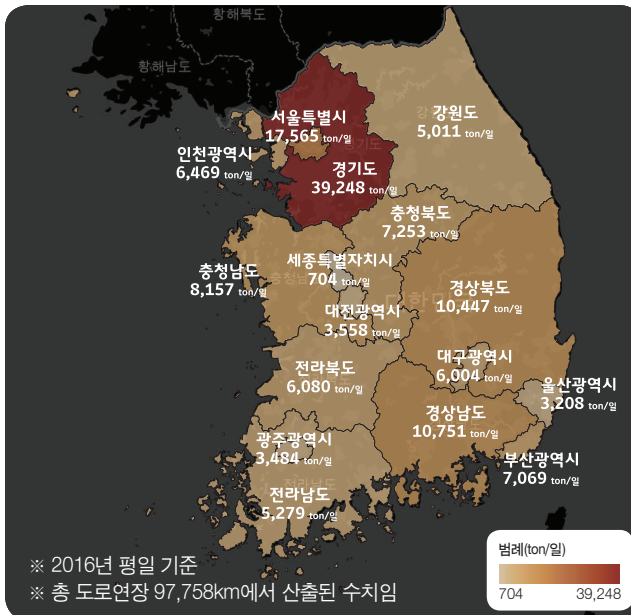 황해북도
황해남도
서울특별시
17,565 ton/일
강원도
5,011 ton/일
인천광역시
6,469 ton/일
경기도
경기도
39,248 ton/일
충청북도
7,253 ton/일
세종특별자치시
704 ton/일
충청남도
8,157 ton/일
대전광역시
3,558 ton/일
경상북도
10,447 ton/일
전라북도
6,080 ton/일
대구광역시
6,004 ton/일
울산광역시
3,208 ton/일
경상남도
10,751 ton/일
광주광역시
3,484 ton/일
부산광역시
7,069 ton/일
전라남도
전라남도
5,279 ton/일
※ 2016년 평일 기준
※ 총 도로연장 97,758km에서 산출된 수치임
범례(ton/일)
704 39,248